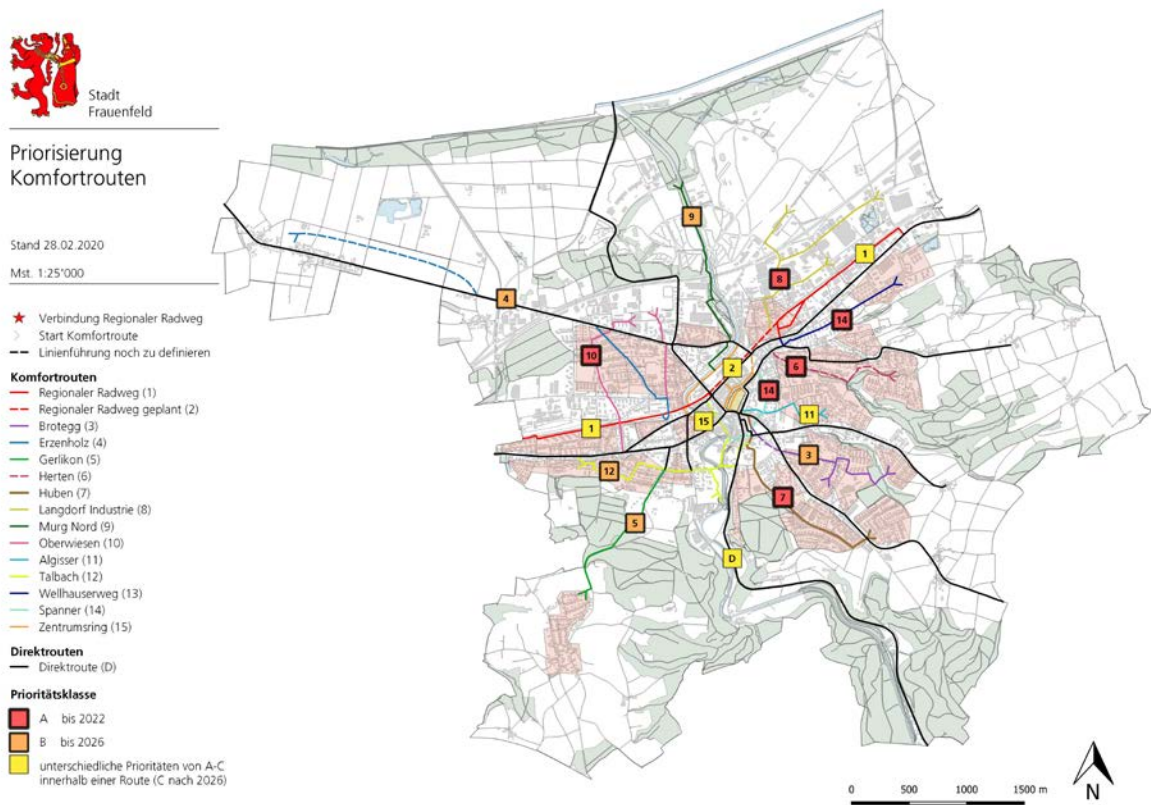 Stadt
Frauenfeld
Priorisierung
Komfortrouten
Stand 28.02.2020
Mst. 1:25'000
Verbindung Regionaler Radweg
Start Komfortroute
Linienführung noch zu definieren
Komfortrouten
Regionaler Radweg (1)
Regionaler Radweg geplant (2)
Brotegg (3)
Erzenholz (4)
Gerlikon (5)
Herten (6)
Huben (7)
Langdorf Industrie (8)
Murg Nord (9)
Oberwiesen (10)
Algisser (11)
Talbach (12)
Wellhauserweg (13)
Spanner (14)
Zentrumsring (15)
Direktrouten
Direktroute (D)
Prioritätsklasse
A bis 2022
B bis 2026
unterschiedliche Prioritäten von A-C
innerhalb einer Route (C nach 2026)
9
1
8
4
14
10
2
6
14
11
1
15
3
12
7
5
D
0 500 1000 1500 m
N